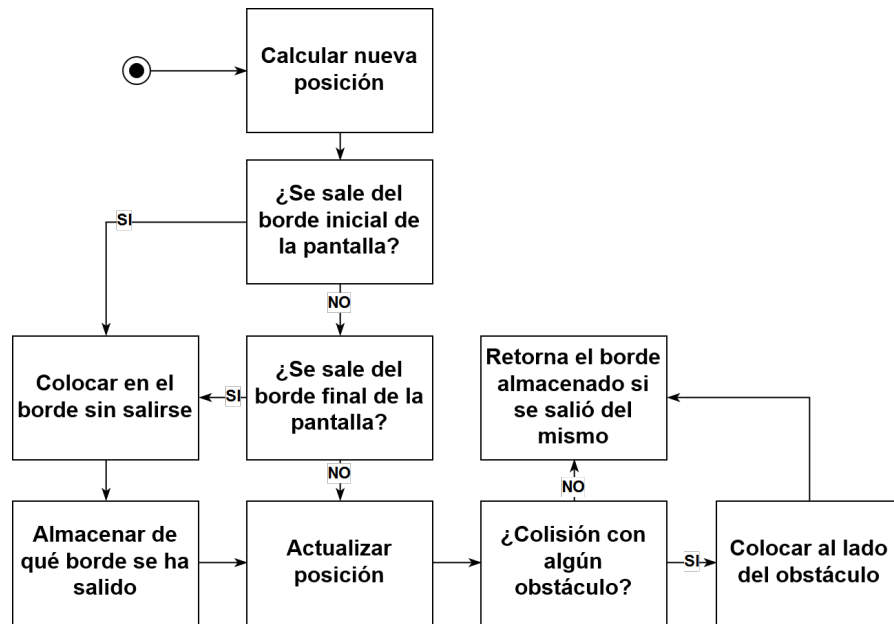 Calcular nueva
posición
¿Se sale del
borde inicial de
la pantalla?
SI
NO
Colocar en el
borde sin salirse
SI
¿Se sale del
borde final de la
pantalla?
Retorna el borde
almacenado si
se salió del
mismo
NO
NO
Almacenar de
qué borde se ha
salido
Actualizar
posición
¿Colisión con
algún
obstáculo?
SI
Colocar al lado
del obstáculo